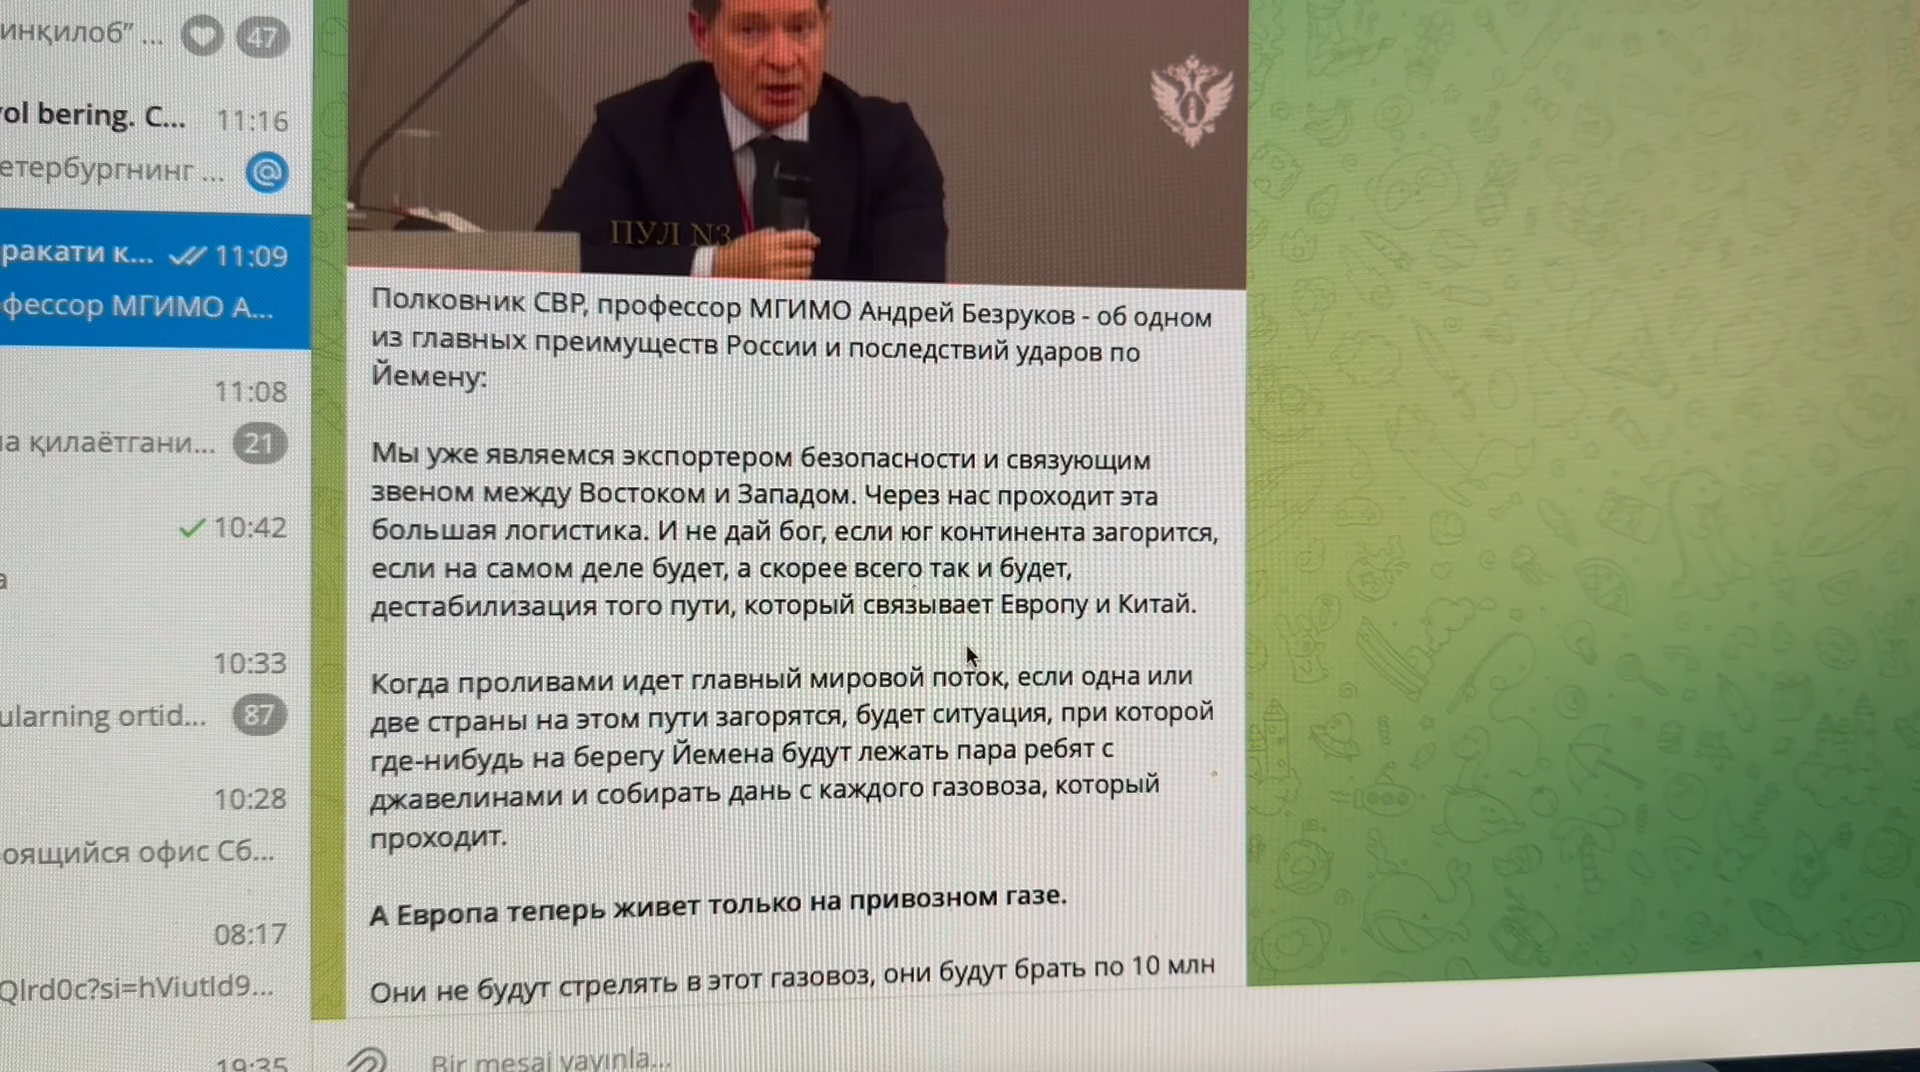 инқилоб” ...
47
ol bering. С...
11:16
етербургнинг ...
@
ракати к...
11:09
фессор МГИМО А...
11:08
а қилаётгани...
21
10:42
10:33
ularning ortid...
87
10:28
оящийся офис Сб...
08:17
Qlrd0c?si=hViutId9...
19:35
ПУЛ N3
Полковник СВР, профессор МГИМО Андрей Безруков - об одном
из главных преимуществ России и последствий ударов по
Йемену:
Мы уже являемся экспортером безопасности и связующим
звеном между Востоком и Западом. Через нас проходит эта
большая логистика. И не дай бог, если юг континента загорится,
если на самом деле будет, а скорее всего так и будет,
дестабилизация того пути, который связывает Европу и Китай.
Когда проливами идет главный мировой поток, если одна или
две страны на этом пути загорятся, будет ситуация, при которой
где-нибудь на берегу Йемена будут лежать пара ребят с
джавелинами и собирать дань с каждого газовоза, который
проходит.
А Европа теперь живет только на привозном газе.
Они не будут стрелять в этот газовоз, они будут брать по 10 млн
Bir mesaj yayınla...